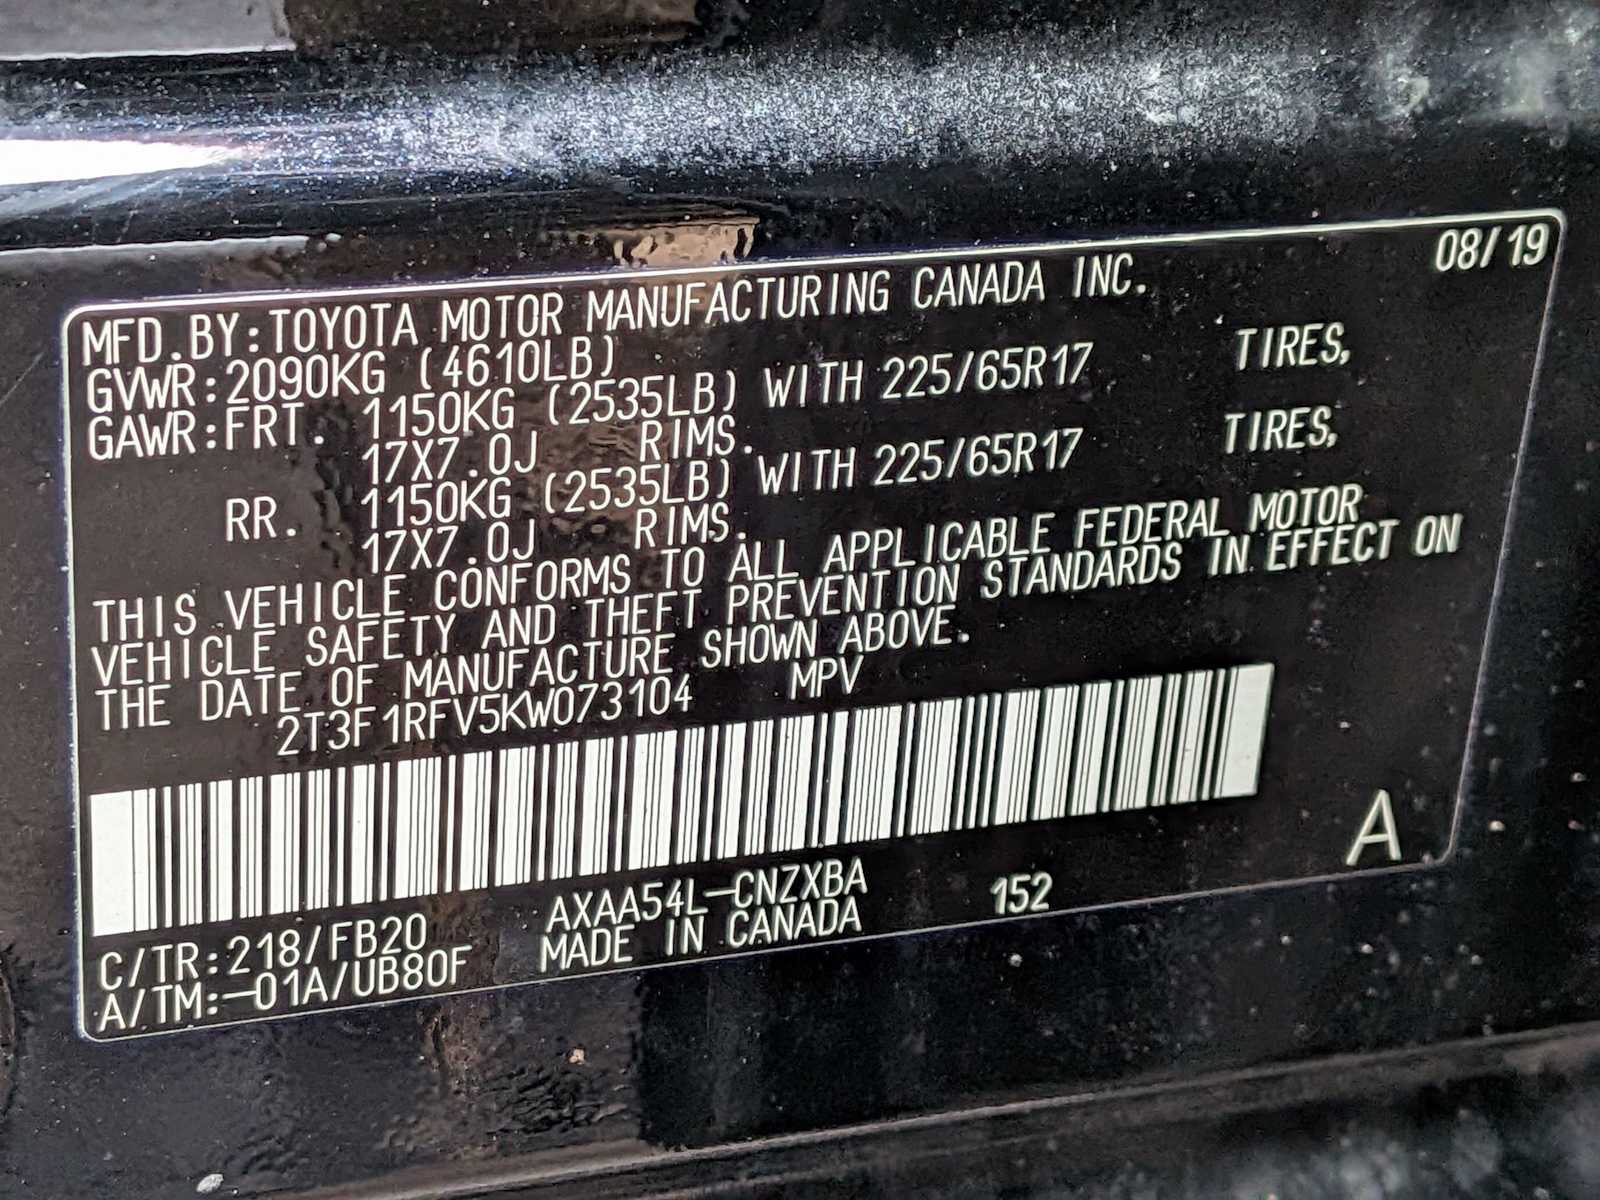 08/19
MFD.BY:TOYOTA MOTOR MANUFACTURING CANADA INC.
GVWR:2090KG (4610LB)
GAWR:FRT. 1150KG (2535LB) WITH 225/65R17 TIRES,
17X7.0J RIMS.
RR. 1150KG (2535LB) WITH 225/65R17 TIRES,
17X7.0J RIMS.
THIS VEHICLE CONFORMS TO ALL APPLICABLE FEDERAL MOTOR
VEHICLE SAFETY AND THEFT PREVENTION STANDARDS IN EFFECT ON
THE DATE OF MANUFACTURE SHOWN ABOVE.
2T3F1RFV5KW073104 MPV
A
C/TR:218/FB20 AXAA54L-CNZXBA 152
A/TM:-01A/UB80F MADE IN CANADA